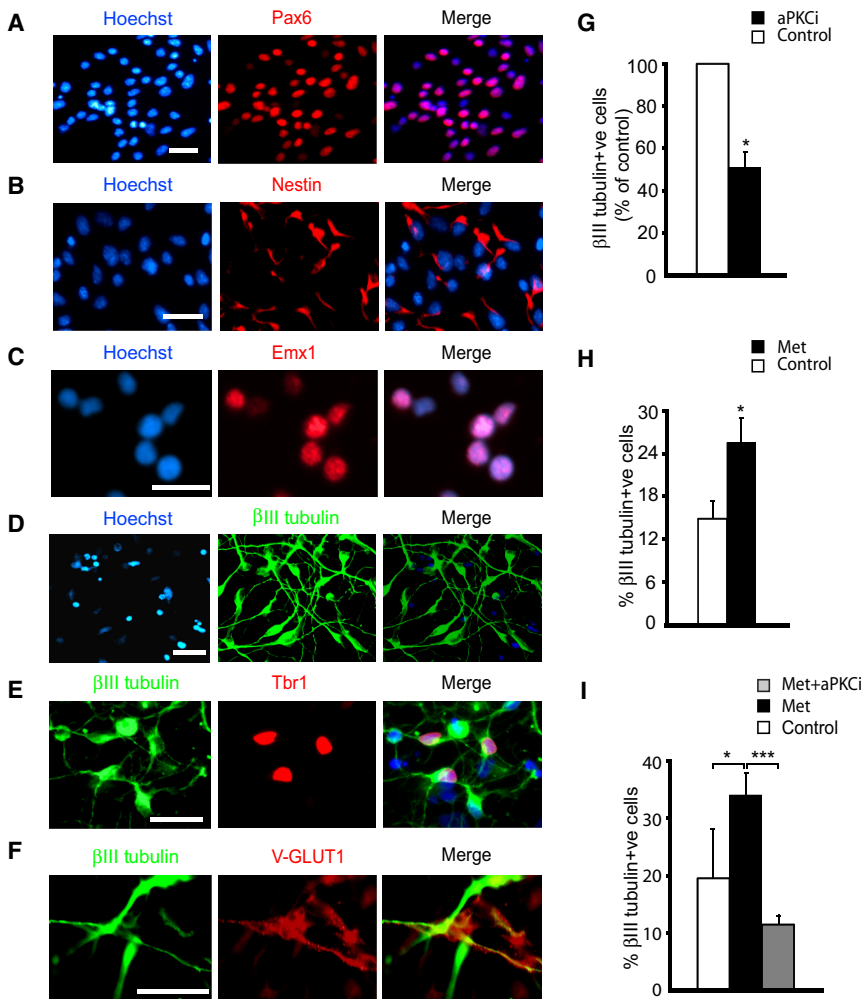 A
Hoechst Pax6 Merge
B
Hoechst Nestin Merge
C
Hoechst Emx1 Merge
D
Hoechst βIII tubulin Merge
E
βIII tubulin Tbr1 Merge
F
βIII tubulin V-GLUT1 Merge
G
aPKCi
Control
βIII tubulin+ve cells
(% of control)
100
80
60
40
20
0
*
H
Met
Control
% βIII tubulin+ve cells
30
24
18
12
6
0
*
I
Met+aPKCi
Met
Control
% βIII tubulin+ve cells
40
30
20
10
0
* ***